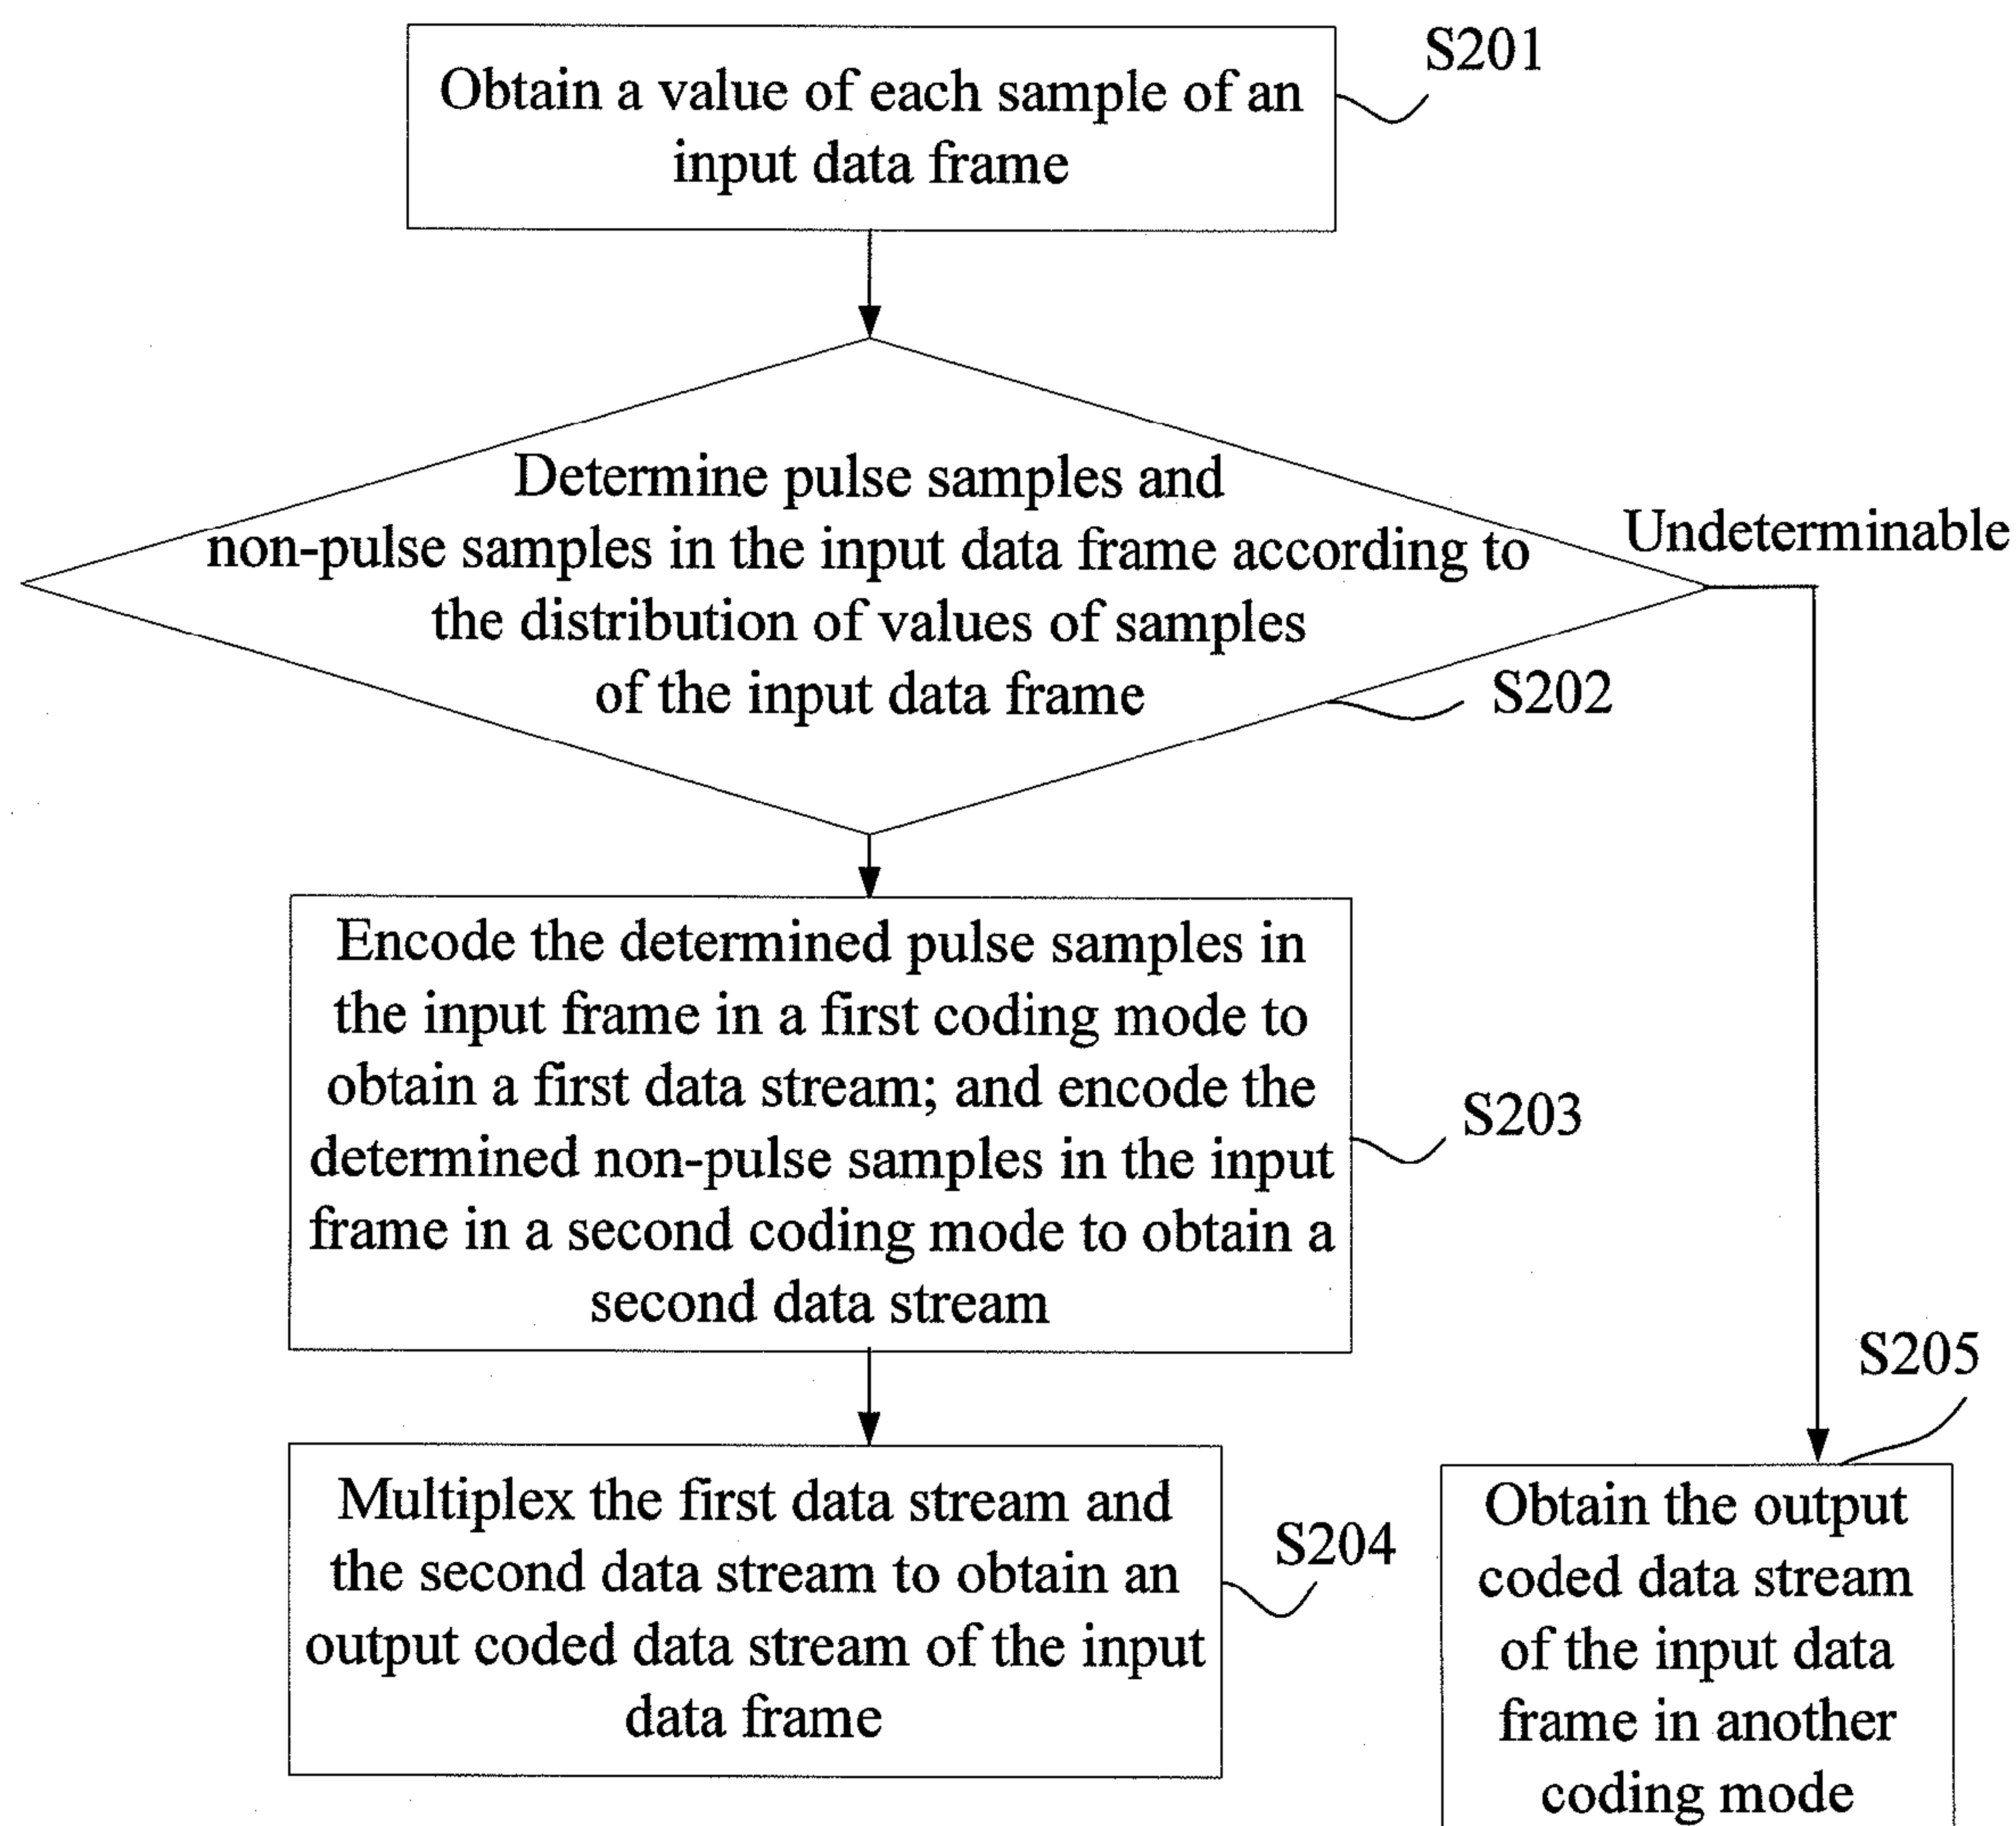 S201
Obtain a value of each sample of an
input data frame
Determine pulse samples and
non-pulse samples in the input data frame according to
the distribution of values of samples
of the input data frame
Undeterminable
S202
Encode the determined pulse samples in
the input frame in a first coding mode to
obtain a first data stream; and encode the
determined non-pulse samples in the input
frame in a second coding mode to obtain a
second data stream
S203
Multiplex the first data stream and
the second data stream to obtain an
output coded data stream of the input
data frame
S204
S205
Obtain the output
coded data stream
of the input data
frame in another
coding mode